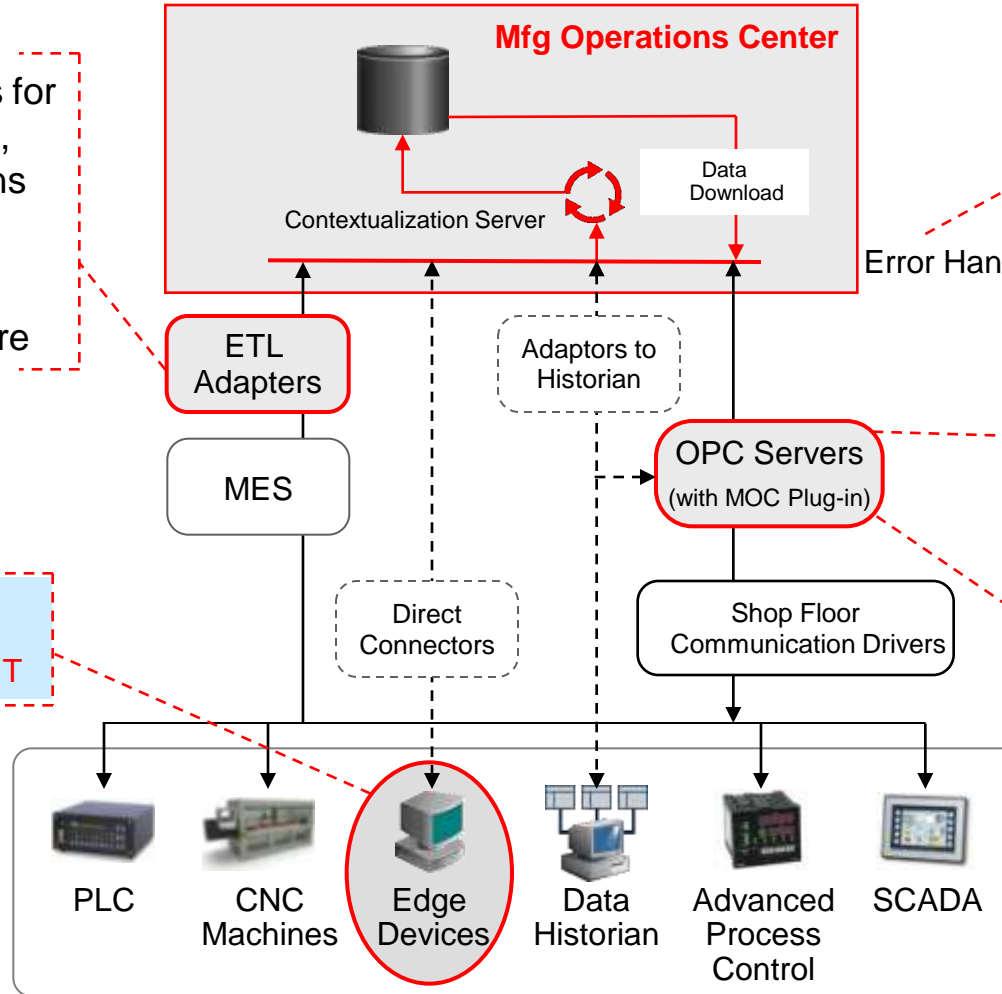 Mfg Operations Center
s for
,
ns
re
Data
Download
Contextualization Server
Error Han
ETL
Adapters
Adaptors to
Historian
MES
OPC Servers
(with MOC Plug-in)
T
Direct
Connectors
Shop Floor
Communication Drivers
PLC
CNC
Machines
Edge
Devices
Data
Historian
Advanced
Process
Control
SCADA